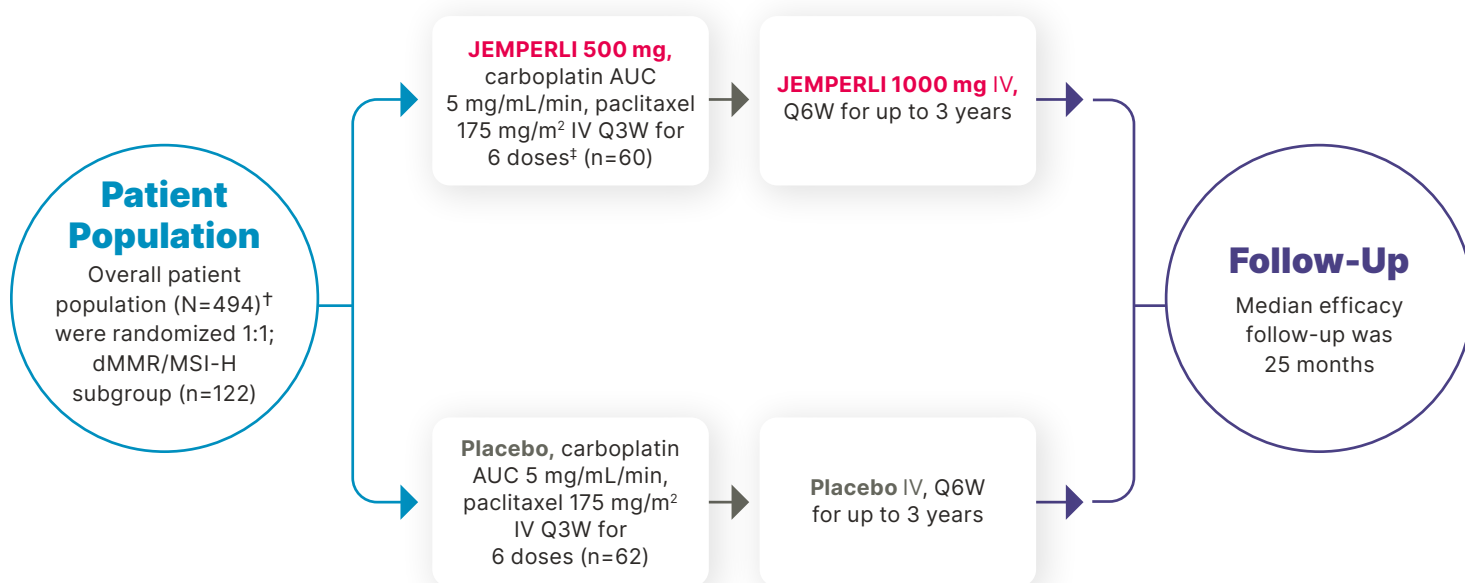 Patient
Population
Overall patient
population (N=494)†
were randomized 1:1;
dMMR/MSI-H
subgroup (n=122)
JEMPERLI 500 mg,
carboplatin AUC
5 mg/mL/min, paclitaxel
175 mg/m² IV Q3W for
6 doses‡ (n=60)
JEMPERLI 1000 mg IV,
Q6W for up to 3 years
Placebo, carboplatin
AUC 5 mg/mL/min,
paclitaxel 175 mg/m²
IV Q3W for
6 doses (n=62)
Placebo IV, Q6W
for up to 3 years
Follow-Up
Median efficacy
follow-up was
25 months